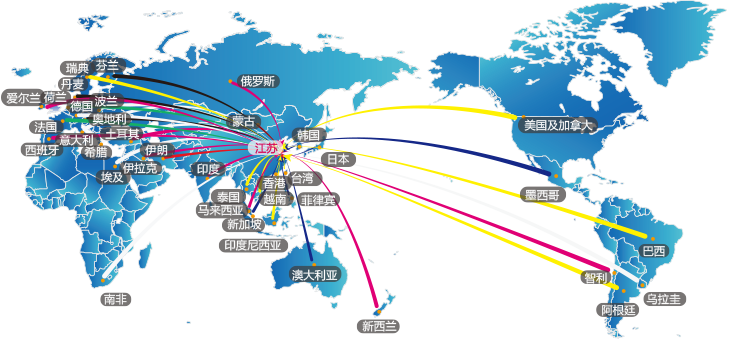 瑞典
芬兰
丹麦
俄罗斯
爱尔兰
荷兰
德国
波兰
奥地利
蒙古
美国及加拿大
法国
土耳其
韩国
意大利
西班牙
希腊
伊朗
江苏
日本
伊拉克
印度
埃及
香港
台湾
泰国
越南
菲律宾
墨西哥
马来西亚
新加坡
印度尼西亚
巴西
澳大利亚
智利
南非
乌拉圭
阿根廷
新西兰